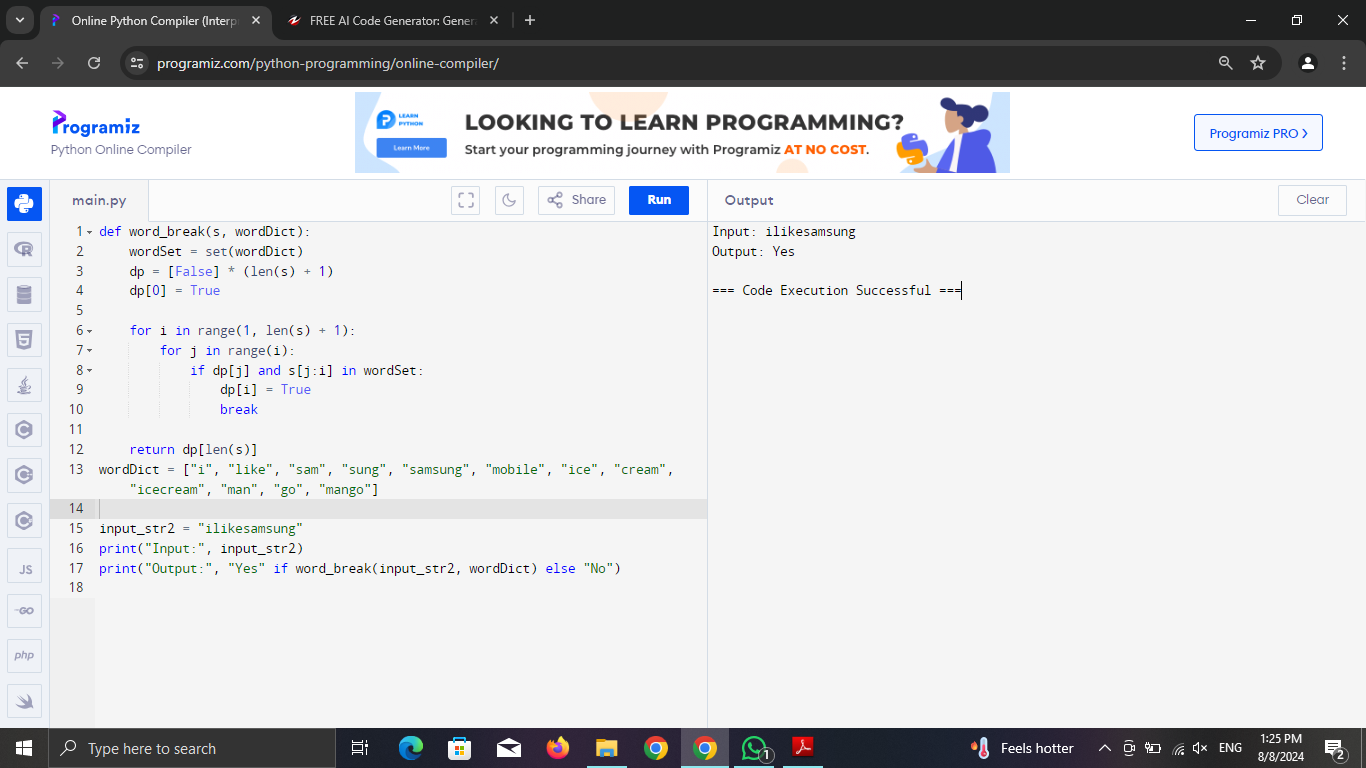 Online Python Compiler (Interp
FREE AI Code Generator: Genera
programiz.com/python-programming/online-compiler/
Programiz
Python Online Compiler
LEARN
PYTHON
Learn More
LOOKING TO LEARN PROGRAMMING?
Start your programming journey with Programiz AT NO COST.
Programiz PRO >
main.py
Share
Run
Output
Clear
1 def word_break(s, wordDict):
2     wordSet = set(wordDict)
3     dp = [False] * (len(s) + 1)
4     dp[0] = True
5
6     for i in range(1, len(s) + 1):
7         for j in range(i):
8             if dp[j] and s[j:i] in wordSet:
9                 dp[i] = True
10                break
11
12    return dp[len(s)]
13 wordDict = ["i", "like", "sam", "sung", "samsung", "mobile", "ice", "cream",
"icecream", "man", "go", "mango"]
14
15 input_str2 = "ilikesamsung"
16 print("Input:", input_str2)
17 print("Output:", "Yes" if word_break(input_str2, wordDict) else "No")
18
Input: ilikesamsung
Output: Yes
=== Code Execution Successful ===
JS
GO
php
Type here to search
1
Feels hotter
ENG
1:25 PM
8/8/2024
2